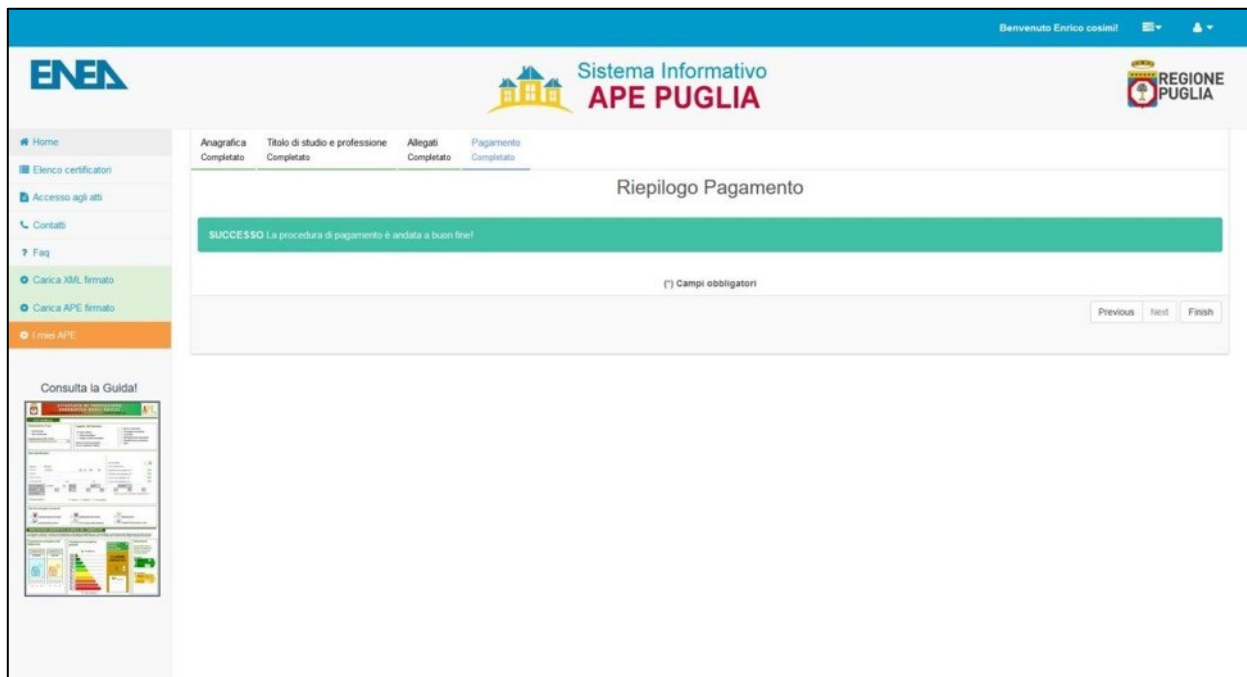 Benvenuto Enrico cosimi!
ENEA
Sistema Informativo
APE PUGLIA
REGIONE
PUGLIA
Home
Elenco certificatori
Accesso agli atti
Contatti
? Faq
Carica XML firmato
Carica APE firmato
I miei APE
Consulta la Guida!
Anagrafica
Completato
Titolo di studio e professione
Completato
Allegati
Completato
Pagamento
Completato
Riepilogo Pagamento
SUCCESSO La procedura di pagamento è andata a buon fine!
(*) Campi obbligatori
Previous Next Finish